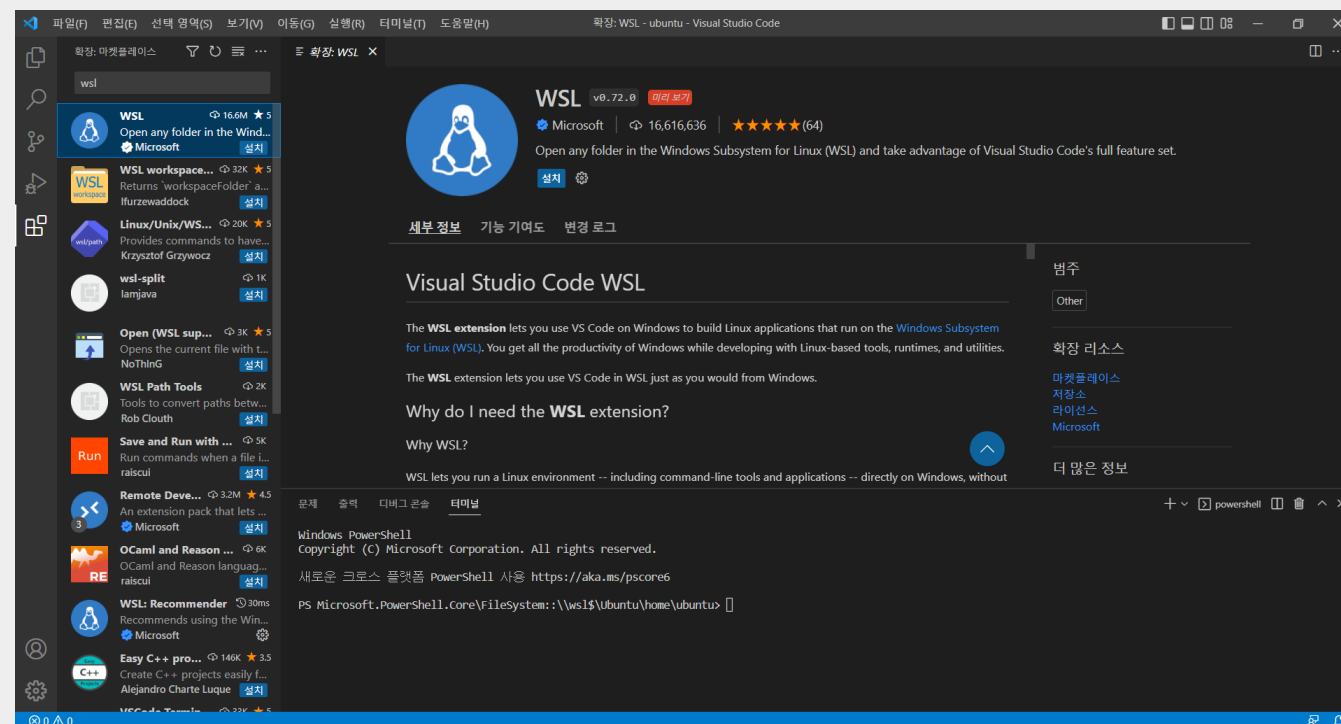 파일(F) 편집(E) 선택 영역(S) 보기(V) 이동(G) 실행(R) 터미널(T) 도움말(H)
확장: WSL - ubuntu - Visual Studio Code
확장: 마켓플레이스
wsl
WSL 16.6M ★ 5
Open any folder in the Wind...
Microsoft 설치
WSL workspace... 32K ★ 5
Returns `workspaceFolder` a...
lfurzewaddock 설치
Linux/Unix/WS... 20K ★ 5
Provides commands to have...
Krzysztof Grzywocz 설치
wsl-split 1K
Iamjava 설치
Open (WSL sup... 3K ★ 5
Opens the current file with t...
NoThInG 설치
WSL Path Tools 2K
Tools to convert paths betw...
Rob Clouth 설치
Save and Run with ... 5K
Run commands when a file i...
raiscui 설치
Remote Deve... 3.2M ★ 4.5
An extension pack that lets ...
Microsoft 설치
OCaml and Reason ... 6K
OCaml and Reason languag...
raiscui 설치
WSL: Recommender 30ms
Recommends using the Win...
Microsoft
Easy C++ pro... 146K ★ 3.5
Create C++ projects easily f...
Alejandro Charte Luque 설치
VSCode Termin... 32K ★ 5
WSL
workspace
wsl/path
Run
3
RE
C++
확장: WSL
WSL v0.72.0 미리 보기
Microsoft 16,616,636 ★★★★★(64)
Open any folder in the Windows Subsystem for Linux (WSL) and take advantage of Visual Studio Code's full feature set.
설치
세부 정보 기능 기여도 변경 로그
Visual Studio Code WSL
The WSL extension lets you use VS Code on Windows to build Linux applications that run on the Windows Subsystem
for Linux (WSL). You get all the productivity of Windows while developing with Linux-based tools, runtimes, and utilities.
The WSL extension lets you use VS Code in WSL just as you would from Windows.
Why do I need the WSL extension?
Why WSL?
WSL lets you run a Linux environment -- including command-line tools and applications -- directly on Windows, without
범주
Other
확장 리소스
마켓플레이스
저장소
라이선스
Microsoft
더 많은 정보
문제 출력 디버그 콘솔 터미널
powershell
Windows PowerShell
Copyright (C) Microsoft Corporation. All rights reserved.
새로운 크로스 플랫폼 PowerShell 사용 https://aka.ms/pscore6
PS Microsoft.PowerShell.Core\FileSystem::\\wsl$\Ubuntu\home\ubuntu>
0 0